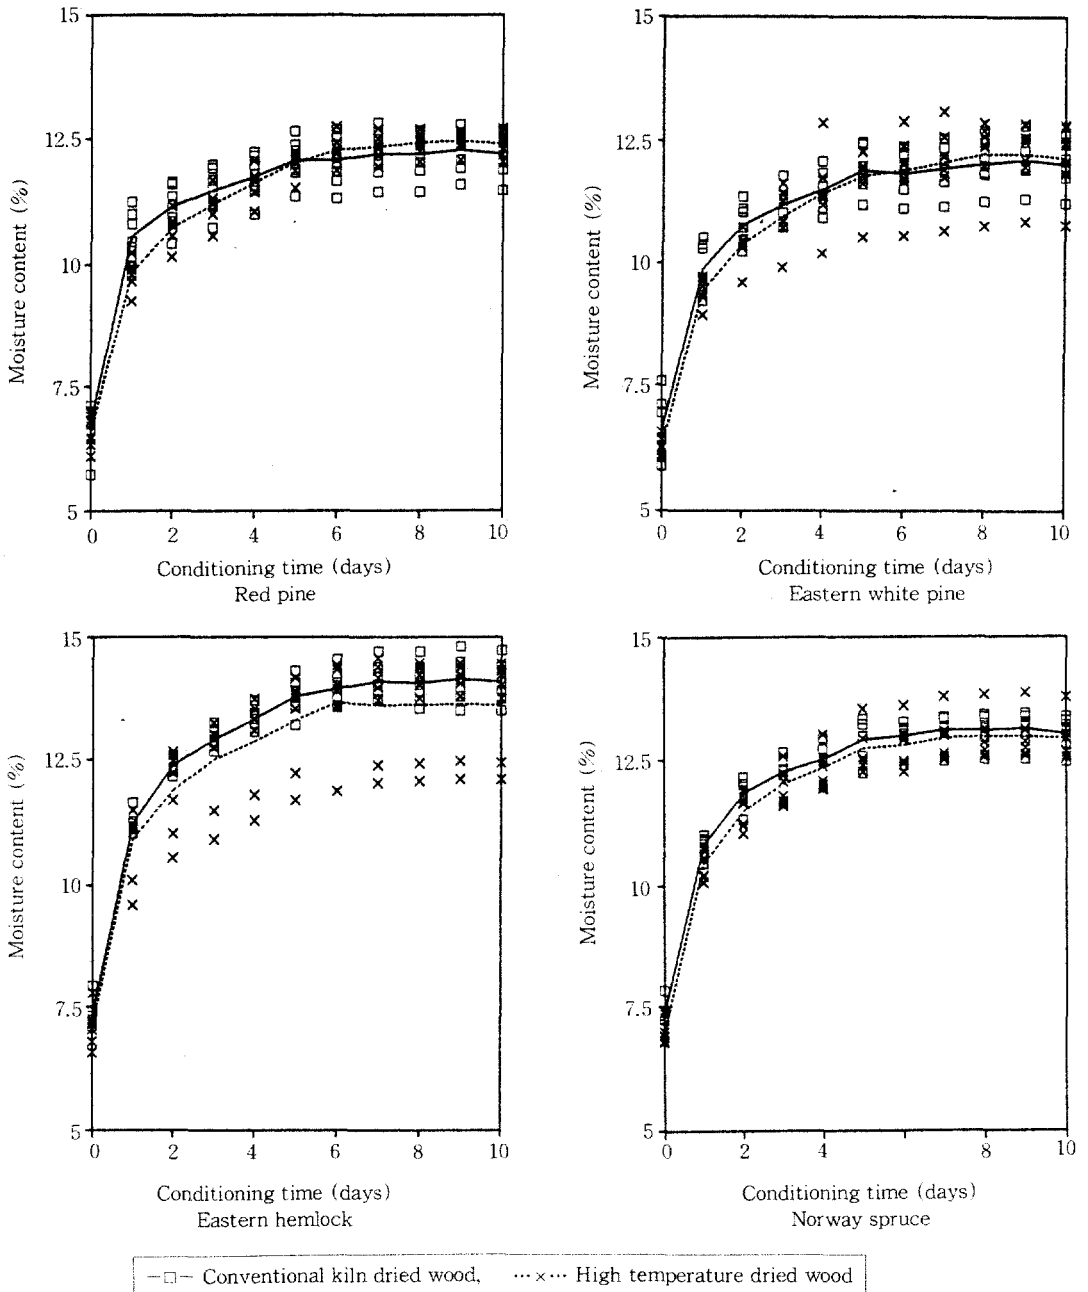 15
12.5
10
7.5
5
Moisture content (%)
0 2 4 6 8 10
Conditioning time (days)
Red pine
15
12.5
10
7.5
5
Moisture content (%)
0 2 4 6 8 10
Conditioning time (days)
Eastern white pine
15
12.5
10
7.5
5
Moisture content (%)
0 2 4 6 8 10
Conditioning time (days)
Eastern hemlock
15
12.5
10
7.5
5
Moisture content (%)
0 2 4 8 10
Conditioning time (days)
Norway spruce
Conventional kiln dried wood, High temperature dried wood